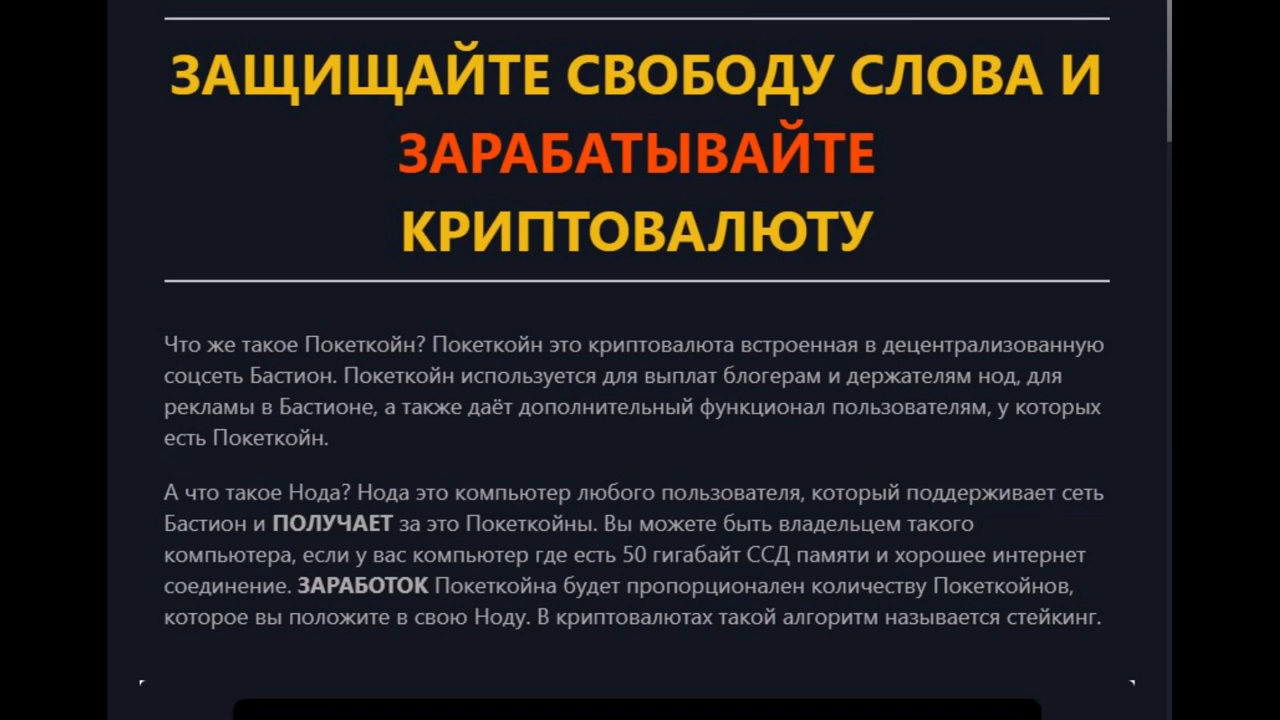 ЗАЩИЩАЙТЕ СВОБОДУ СЛОВА И
ЗАРАБАТЫВАЙТЕ
КРИПТОВАЛЮТУ
Что же такое Покеткойн? Покеткойн это криптовалюта встроенная в децентрализованную
соцсеть Бастион. Покеткойн используется для выплат блогерам и держателям нод, для
рекламы в Бастионе, а также даёт дополнительный функционал пользователям, у которых
есть Покеткойн.
А что такое Нода? Нода это компьютер любого пользователя, который поддерживает сеть
Бастион и ПОЛУЧАЕТ за это Покеткойны. Вы можете быть владельцем такого
компьютера, если у вас компьютер где есть 50 гигабайт ССД памяти и хорошее интернет
соединение. ЗАРАБОТОК Покеткойна будет пропорционален количеству Покеткойнов,
которое вы положите в свою Ноду. В криптовалютах такой алгоритм называется стейкинг.